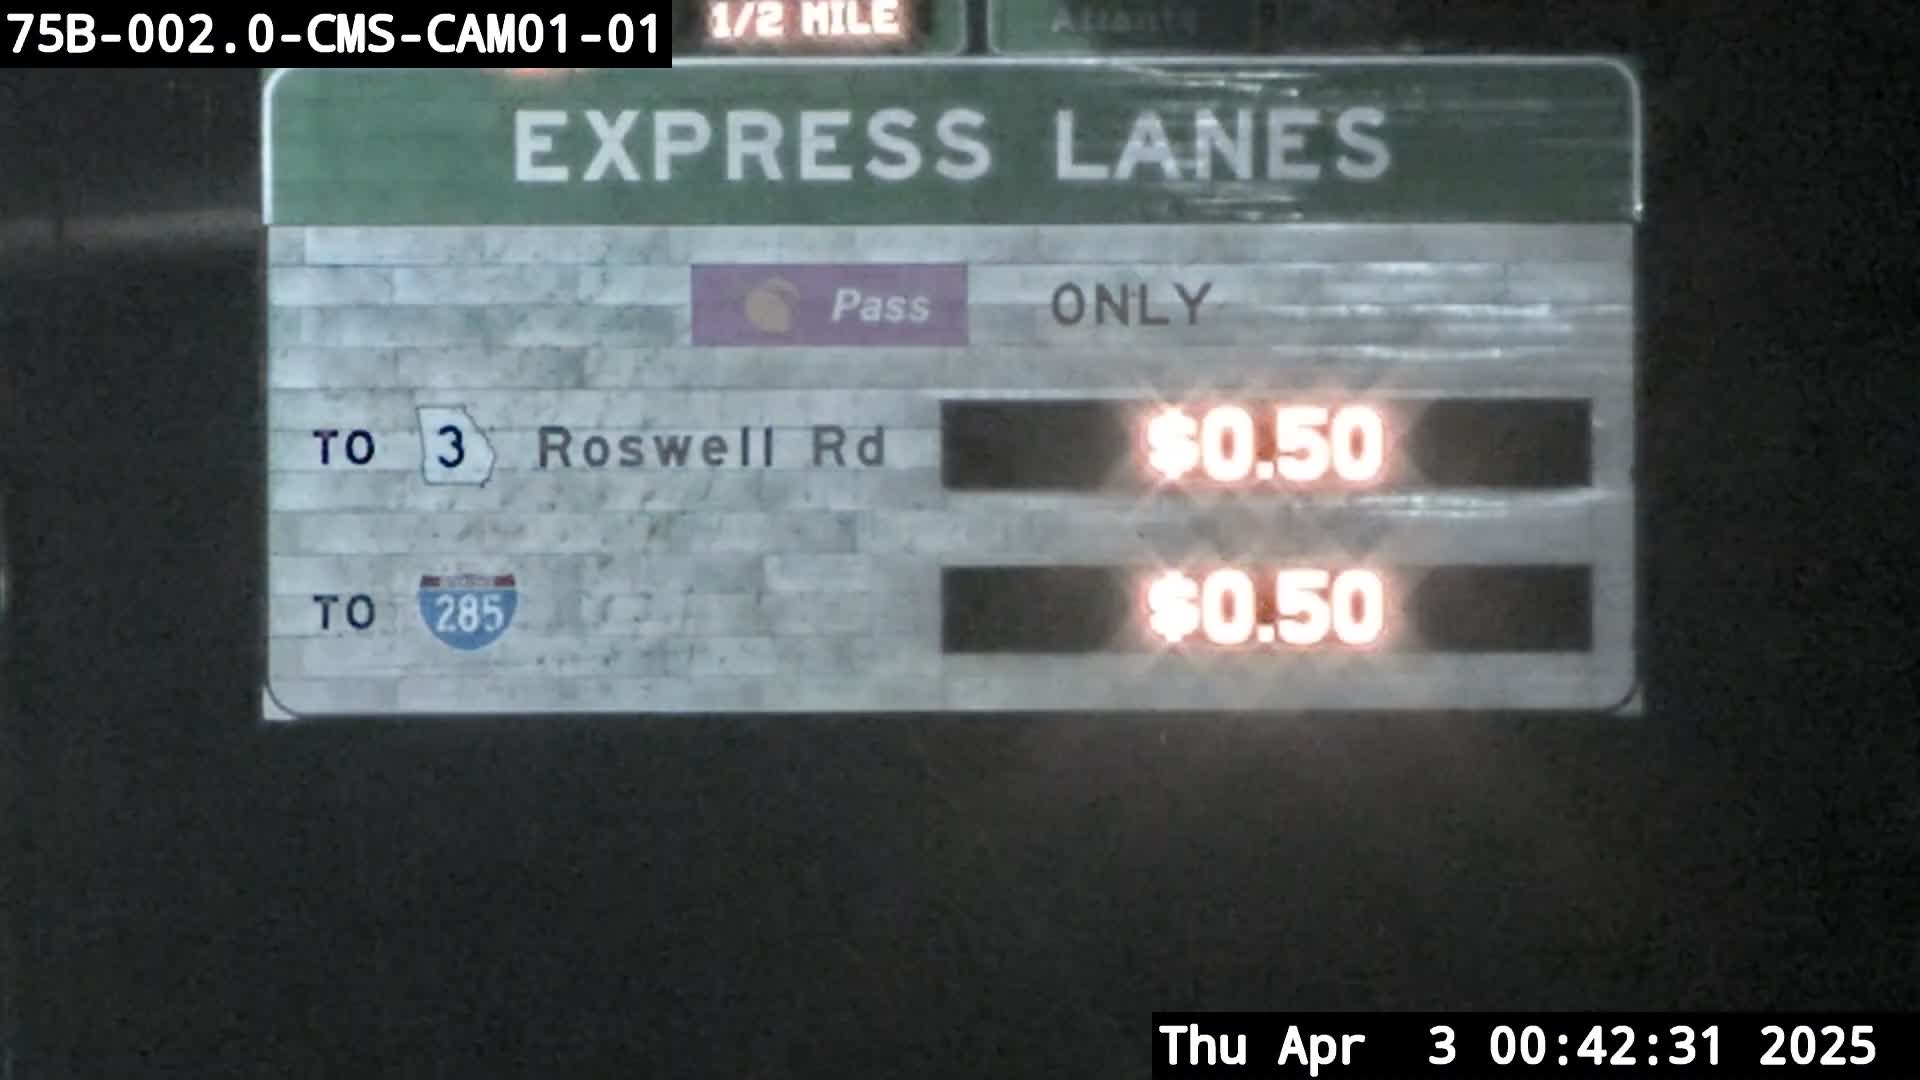 75B-002.0-CMS-CAM01-01
1/2 MILE
Atlanta
EXPRESS LANES
Pass ONLY
TO 3 Roswell Rd $0.50
TO 285 $0.50
Thu Apr 3 00:42:31 2025